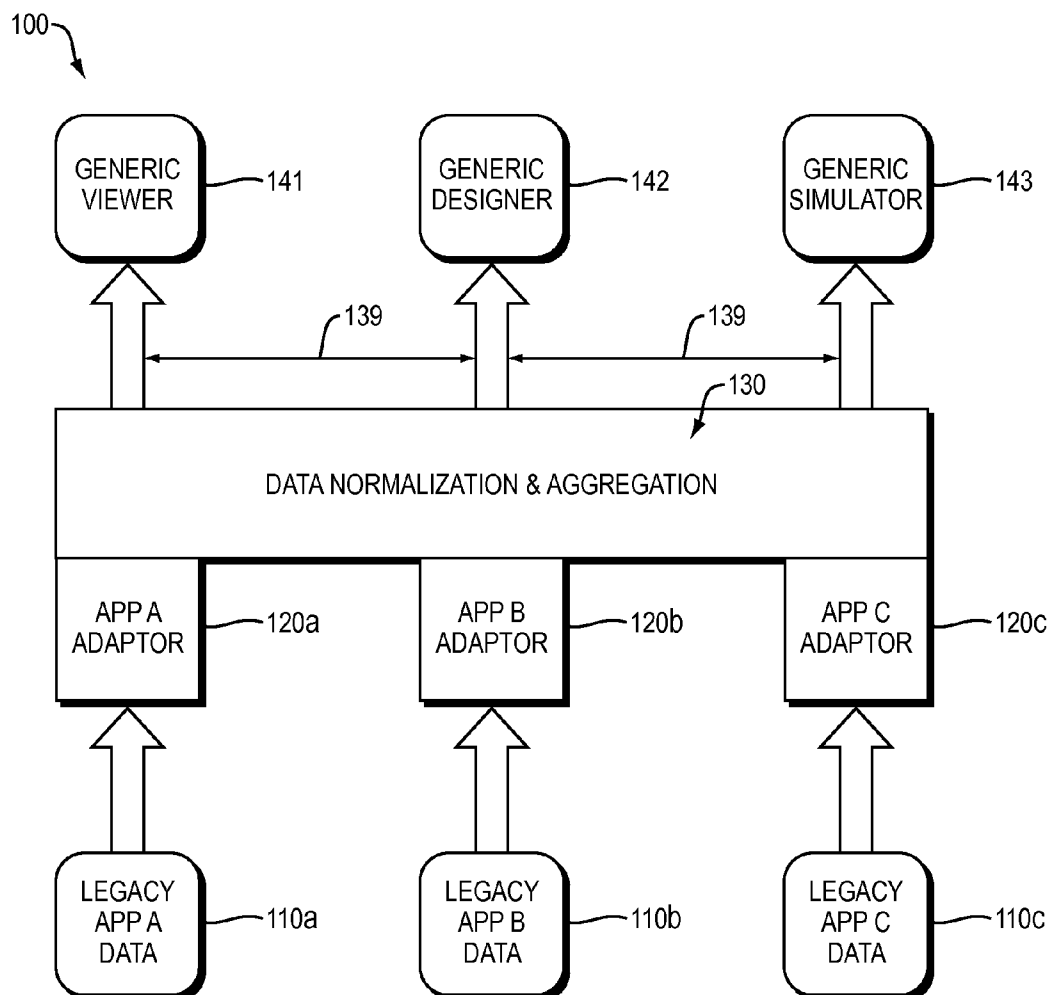 100
GENERIC
VIEWER
141
GENERIC
DESIGNER
142
GENERIC
SIMULATOR
143
139
139
130
DATA NORMALIZATION & AGGREGATION
APP A
ADAPTOR
120a
APP B
ADAPTOR
120b
APP C
ADAPTOR
120c
LEGACY
APP A
DATA
110a
LEGACY
APP B
DATA
110b
LEGACY
APP C
DATA
110c